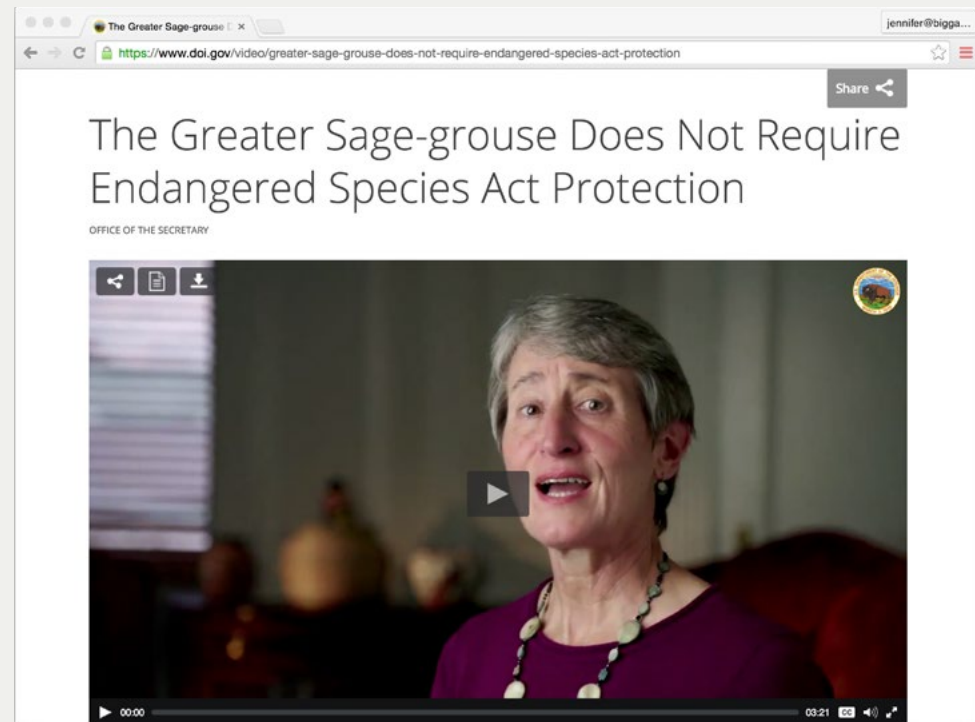 The Greater Sage-grouse D
jennifer@bigga...
https://www.doi.gov/video/greater-sage-grouse-does-not-require-endangered-species-act-protection
Share
The Greater Sage-grouse Does Not Require
Endangered Species Act Protection
OFFICE OF THE SECRETARY
00:00
03:21
CC